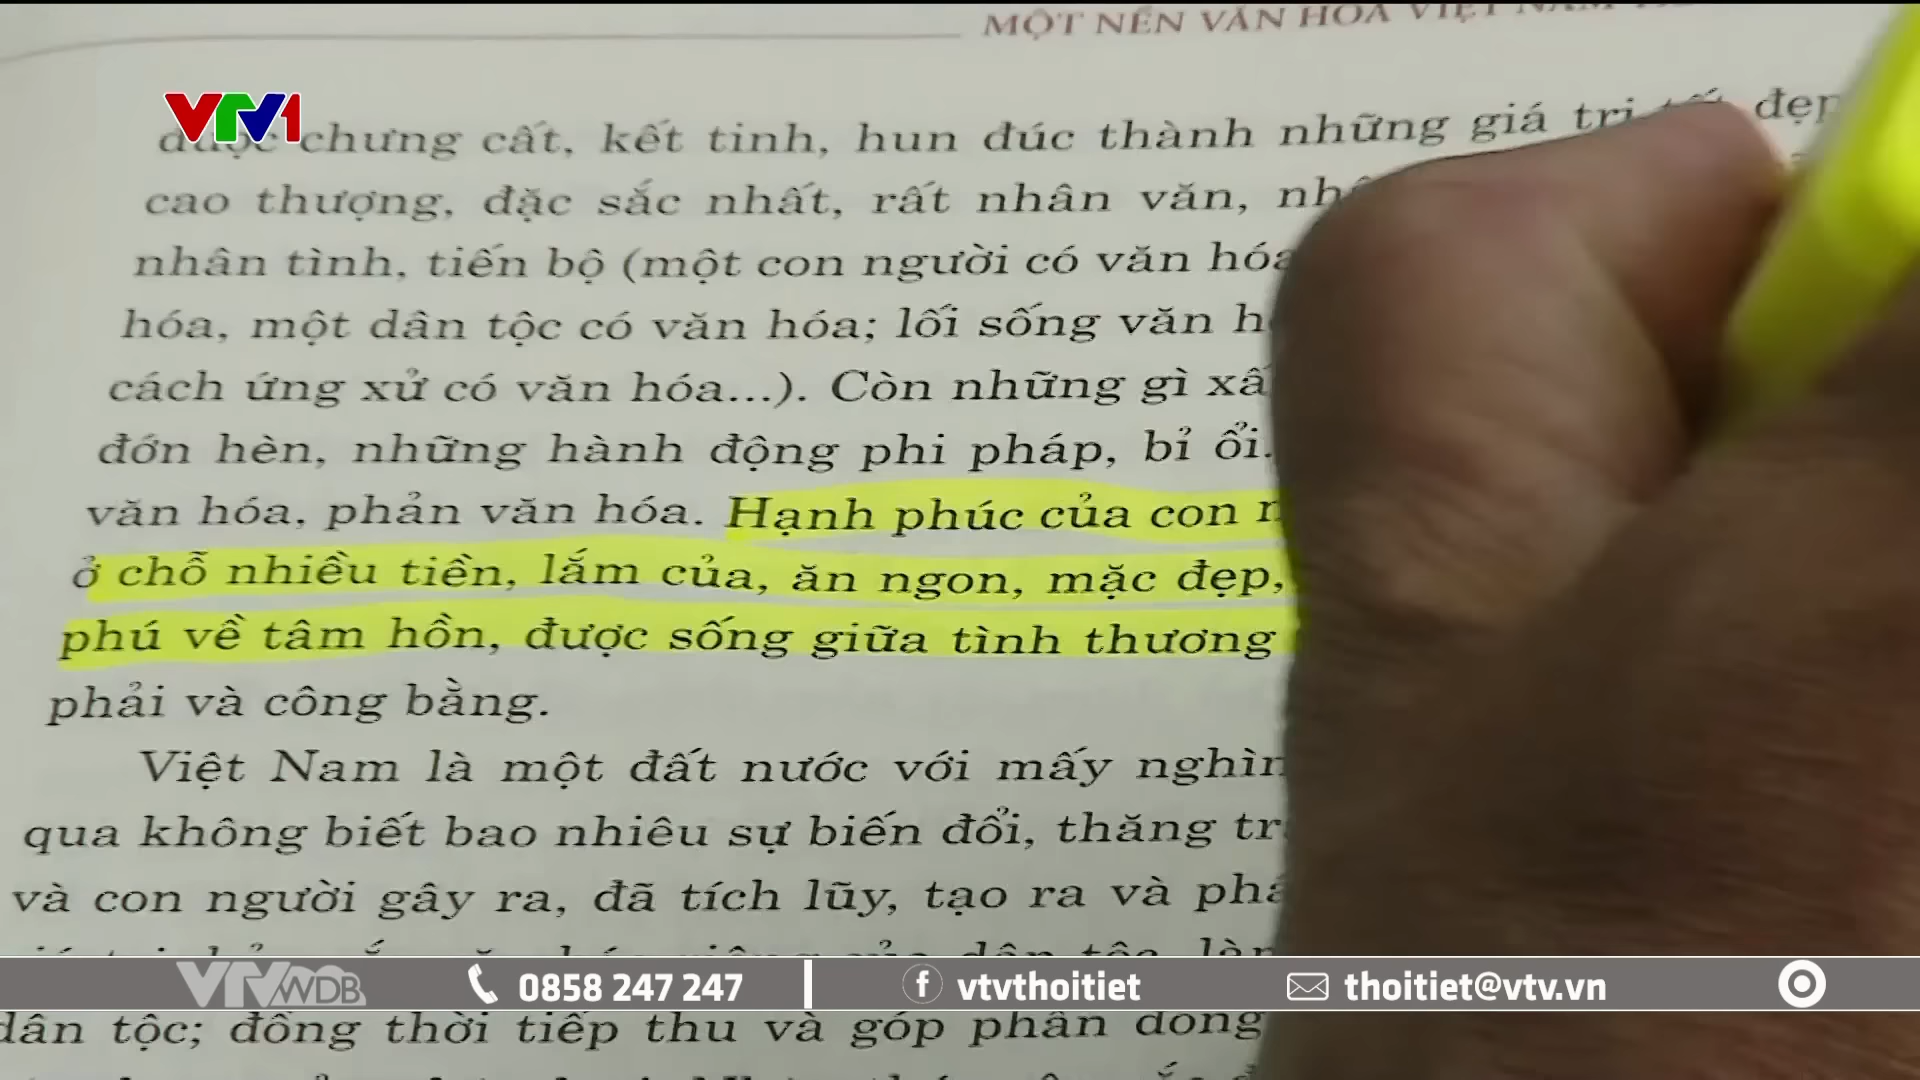 MỘT NỀN VĂN HÓA VIỆT NAM
VTV1
được chưng cất, kết tinh, hun đúc thành những giá trị tốt đẹp
cao thượng, đặc sắc nhất, rất nhân văn,
nhân tình, tiến bộ (một con người có văn hóa
hóa, một dân tộc có văn hóa; lối sống văn
cách ứng xử có văn hóa...). Còn những gì
đớn hèn, những hành động phi pháp, bỉ ổi.
văn hóa, phản văn hóa. Hạnh phúc của con
ở chỗ nhiều tiền, lắm của, ăn ngon, mặc đẹp,
phú về tâm hồn, được sống giữa tình thương
phải và công bằng.
Việt Nam là một đất nước với mấy nghìn
qua không biết bao nhiêu sự biến đổi, thăng
và con người gây ra, đã tích lũy, tạo ra và
VTV WDB 0858 247 247 vtvthoitiet thoitiet@vtv.vn
dân tộc; đồng thời tiếp thu và góp phần